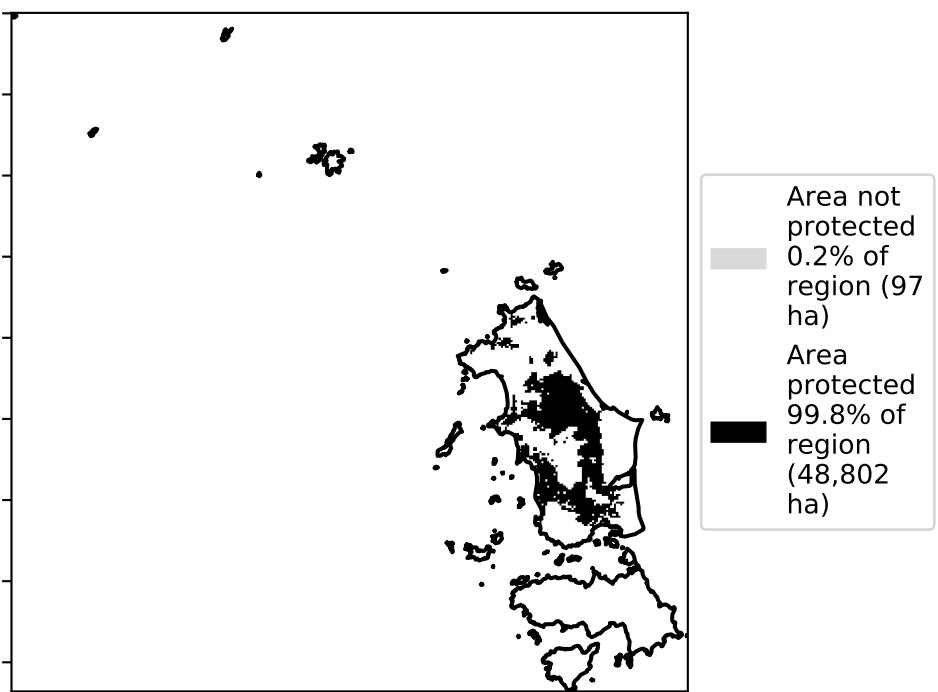 Area not
protected
0.2% of
region (97
ha)
Area
protected
99.8% of
region
(48,802
ha)